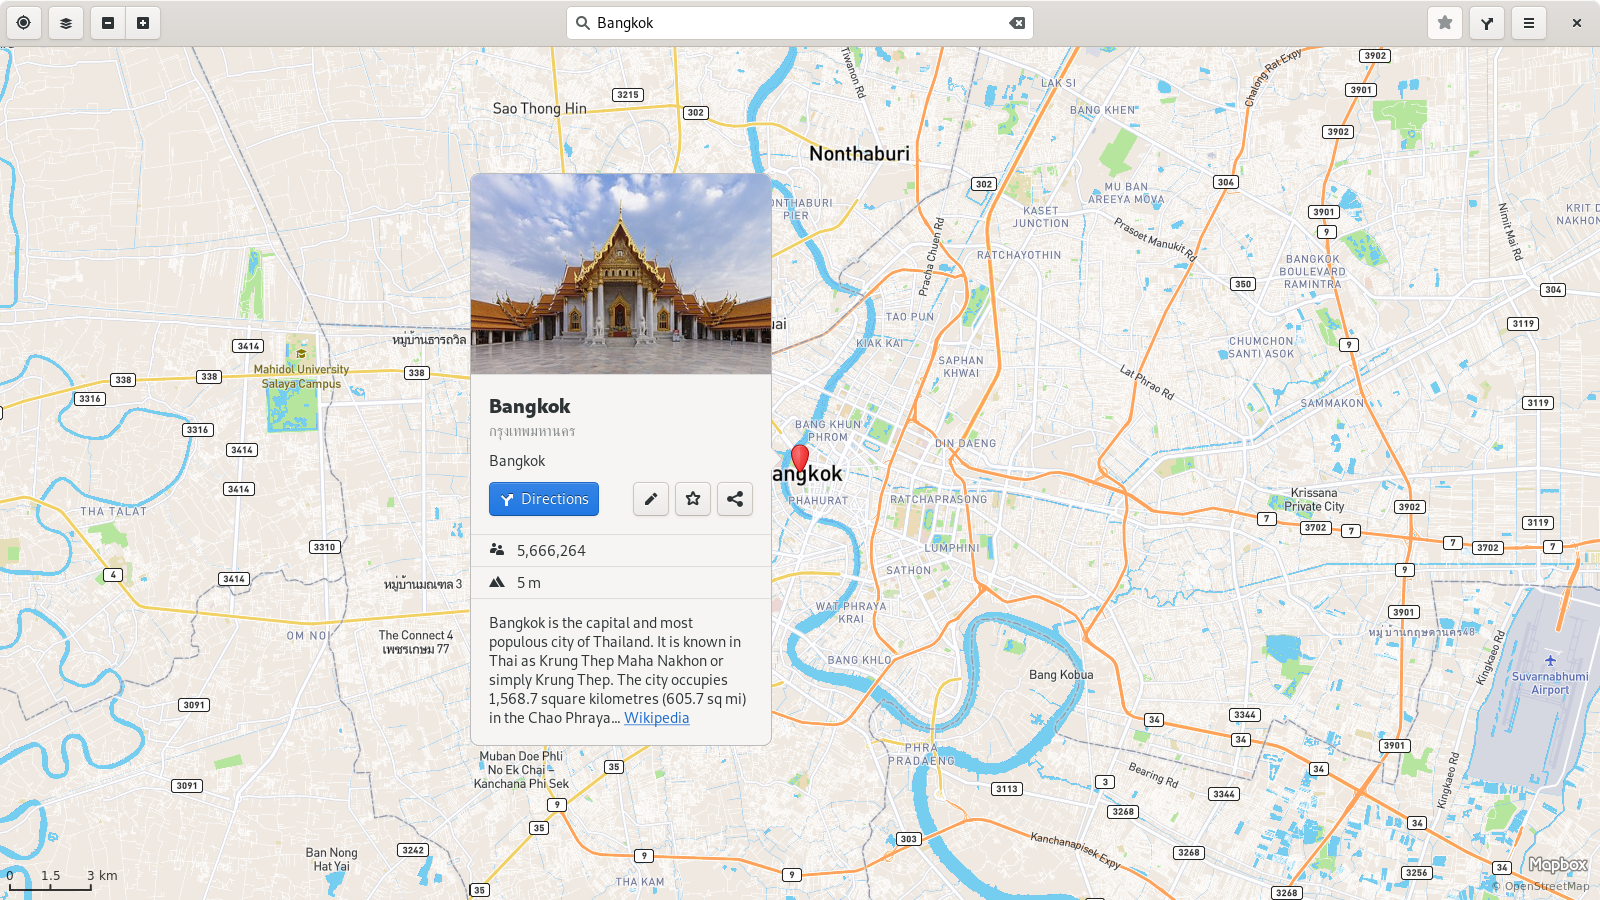 Bangkok
3902
LAK SI
Tiwanon Rd
Chalong Rat Expy
3901
3215
Sao Thong Hin
302
BANG KHEN
3902
Nonthaburi
302
304
MU BAN
AREEYA MOVA
KASET
JUNCTION
3901
9
NONTHABURI
PIER
KRIT D
NAKHON
Pracha Chuen Rd
Prasoet Manukit Rd
Nimit Mai Rd
RATCHAYOTHIN
BANGKOK
BOULEVARD
RAMINTRA
350
304
TAO PUN
uai
3119
หมู่บ้านธารถวิล
KIAK KAI
3414
9
CHUMCHON
SANTI ASOK
SAPHAN
KHWAI
Mahidol University
Salaya Campus
338
338
338
3316
Lat Phrao Rd
SAMMAKON
3119
Bangkok
กรุงเทพมหานคร
Bangkok
Directions
5,666,264
5 m
Bangkok is the capital and most
populous city of Thailand. It is known in
Thai as Krung Thep Maha Nakhon or
simply Krung Thep. The city occupies
1,568.7 square kilometres (605.7 sq mi)
in the Chao Phraya… Wikipedia
3316
3414
BANG KHUN
PHROM
DIN DAENG
angkok
3414
PHAHURAT
RATCHAPRASONG
Krissana
Private City
3902
THA TALAT
7
3702
7
3119
3310
LUMPHINI
7
3702
7
4
3414
หมู่บ้านมณฑล 3
SATHON
9
WAT PHRAYA
KRAI
3901
OM NOI
The Connect 4
เพชรเกษม 77
หมู่บ้านกฤษดานคร48
Kingkaeo Rd
BANG KHLO
Bang Kobua
Suvarnabhumi
Airport
3091
34
3344
34
3901
PHRA
PRADAENG
Muban Doe Phli
No Ek Chai –
Kanchana Phi Sek
35
34
Bearing Rd
3
3091
3113
3344
Kingkaeo Rd
9
3268
35
34
303
Kanchanapisek Expy
3242
Ban Nong
Hat Yai
9
3268
34
Mapbox
9
3256
THA KAM
35
3268
0 1.5 3 km
© OpenStreetMap